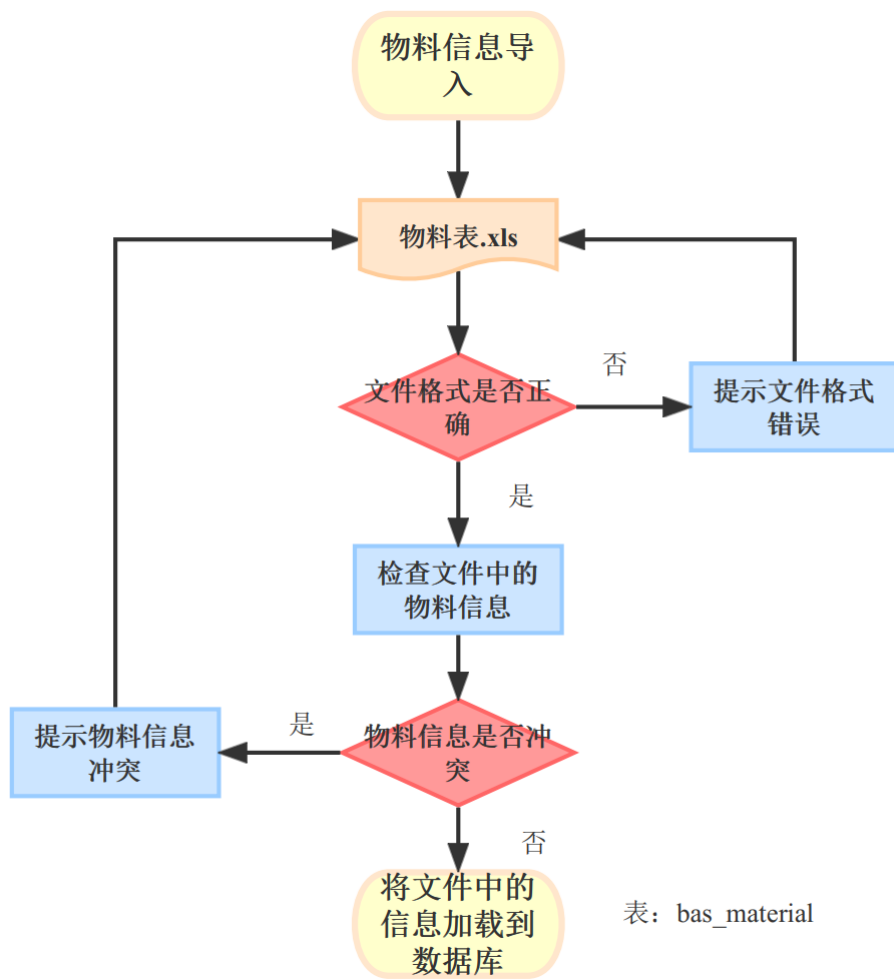 物料信息导
入
物料表.xls
文件格式是否正
确
否
提示文件格式
错误
是
检查文件中的
物料信息
物料信息是否冲
突
是
提示物料信息
冲突
否
将文件中的
信息加载到
数据库
表：bas_material